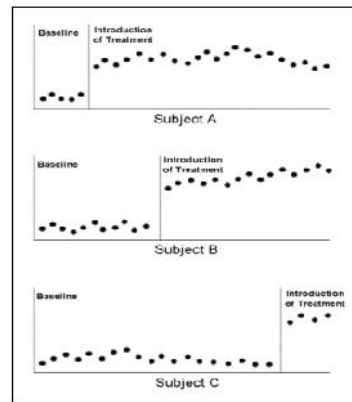 Baseline
Introduction
of Treatment
Subject A
Baseline
Introduction
of Treatment
Subject B
Baseline
Introduction
of Treatment
Subject C